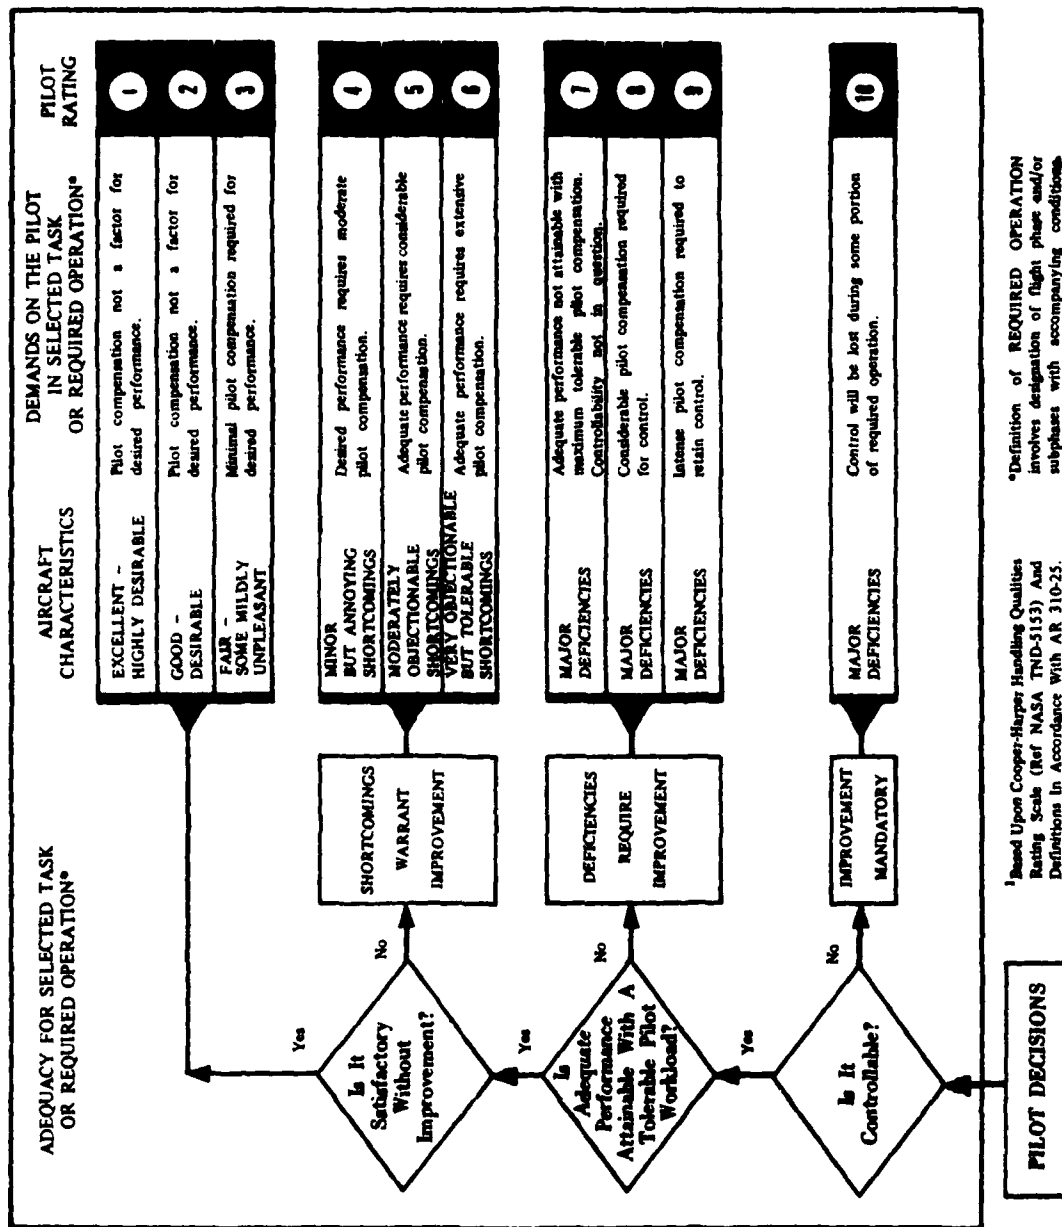 ADEQUACY FOR SELECTED TASK
OR REQUIRED OPERATION*
AIRCRAFT
CHARACTERISTICS
DEMANDS ON THE PILOT
IN SELECTED TASK
OR REQUIRED OPERATION*
PILOT
RATING
EXCELLENT -
HIGHLY DESIRABLE
Pilot compensation not a factor for
desired performance.
1
GOOD -
DESIRABLE
Pilot compensation not a factor for
desired performance.
2
FAIR -
SOME MILDLY
UNPLEASANT
Minimal pilot compensation required for
desired performance.
3
Yes
Is It
Satisfactory
Without
Improvement?
No
SHORTCOMINGS
WARRANT
IMPROVEMENT
MINOR
BUT ANNOYING
SHORTCOMINGS
Desired performance requires moderate
pilot compensation.
4
MODERATELY
OBJECTIONABLE
SHORTCOMINGS
Adequate performance requires considerable
pilot compensation.
5
VERY OBJECTIONABLE
BUT TOLERABLE
SHORTCOMINGS
Adequate performance requires extensive
pilot compensation.
6
Yes
Is
Adequate
Performance
Attainable With A
Tolerable Pilot
Workload?
No
DEFICIENCIES
REQUIRE
IMPROVEMENT
MAJOR
DEFICIENCIES
Adequate performance not attainable with
maximum tolerable pilot compensation.
Controllability not in question.
7
MAJOR
DEFICIENCIES
Considerable pilot compensation required
for control.
8
MAJOR
DEFICIENCIES
Intense pilot compensation required to
retain control.
9
Yes
Is It
Controllable?
No
IMPROVEMENT
MANDATORY
MAJOR
DEFICIENCIES
Control will be lost during some portion
of required operation.
10
PILOT DECISIONS
1Based Upon Cooper-Harper Handling Qualities
Rating Scale (Ref NASA TND-5153) And
Definitions In Accordance With AR 310-25.
*Definition of REQUIRED OPERATION
involves designation of flight phase and/or
subphases with accompanying conditions.